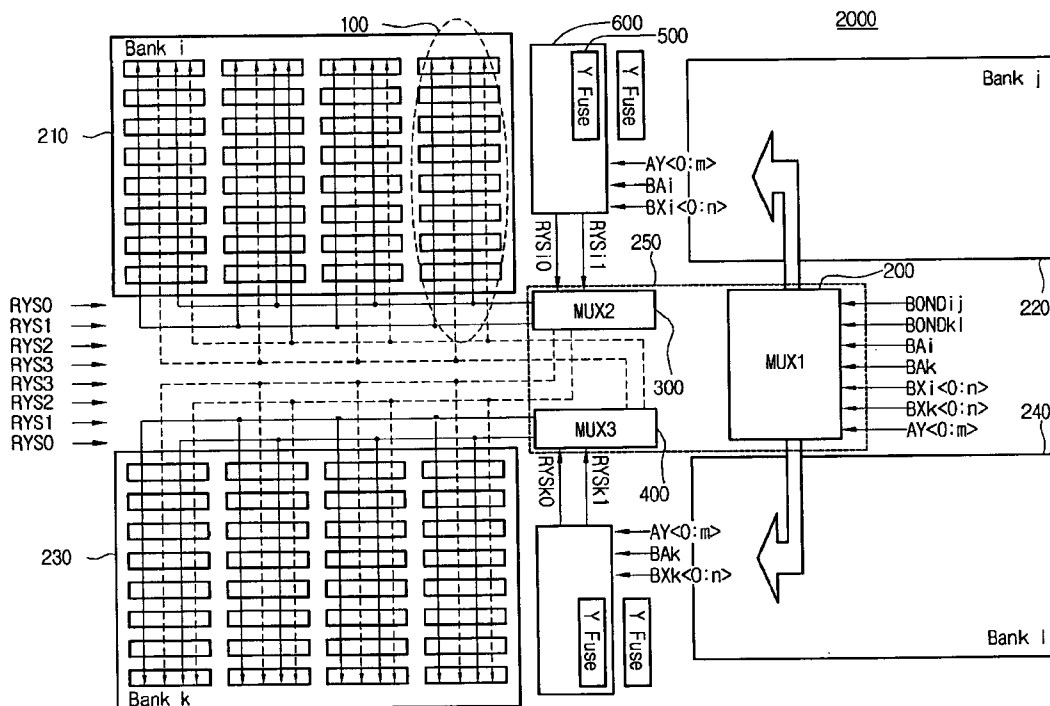 100
600
500
2000
Bank i
Y Fuse
Y Fuse
Bank j
210
AY<0:m>
BAi
BXi<0:n>
RYSi0
RYSi1
250
200
220
RYS0
RYS1
RYS2
RYS3
RYS3
RYS2
RYS1
RYS0
MUX2
300
MUX3
400
MUX1
BONDij
BONDkl
BAi
BAk
BXi<0:n>
BXk<0:n>
AY<0:m>
240
RYSk0
RYSk1
230
AY<0:m>
BAk
BXk<0:n>
Y Fuse
Y Fuse
Bank l
Bank k